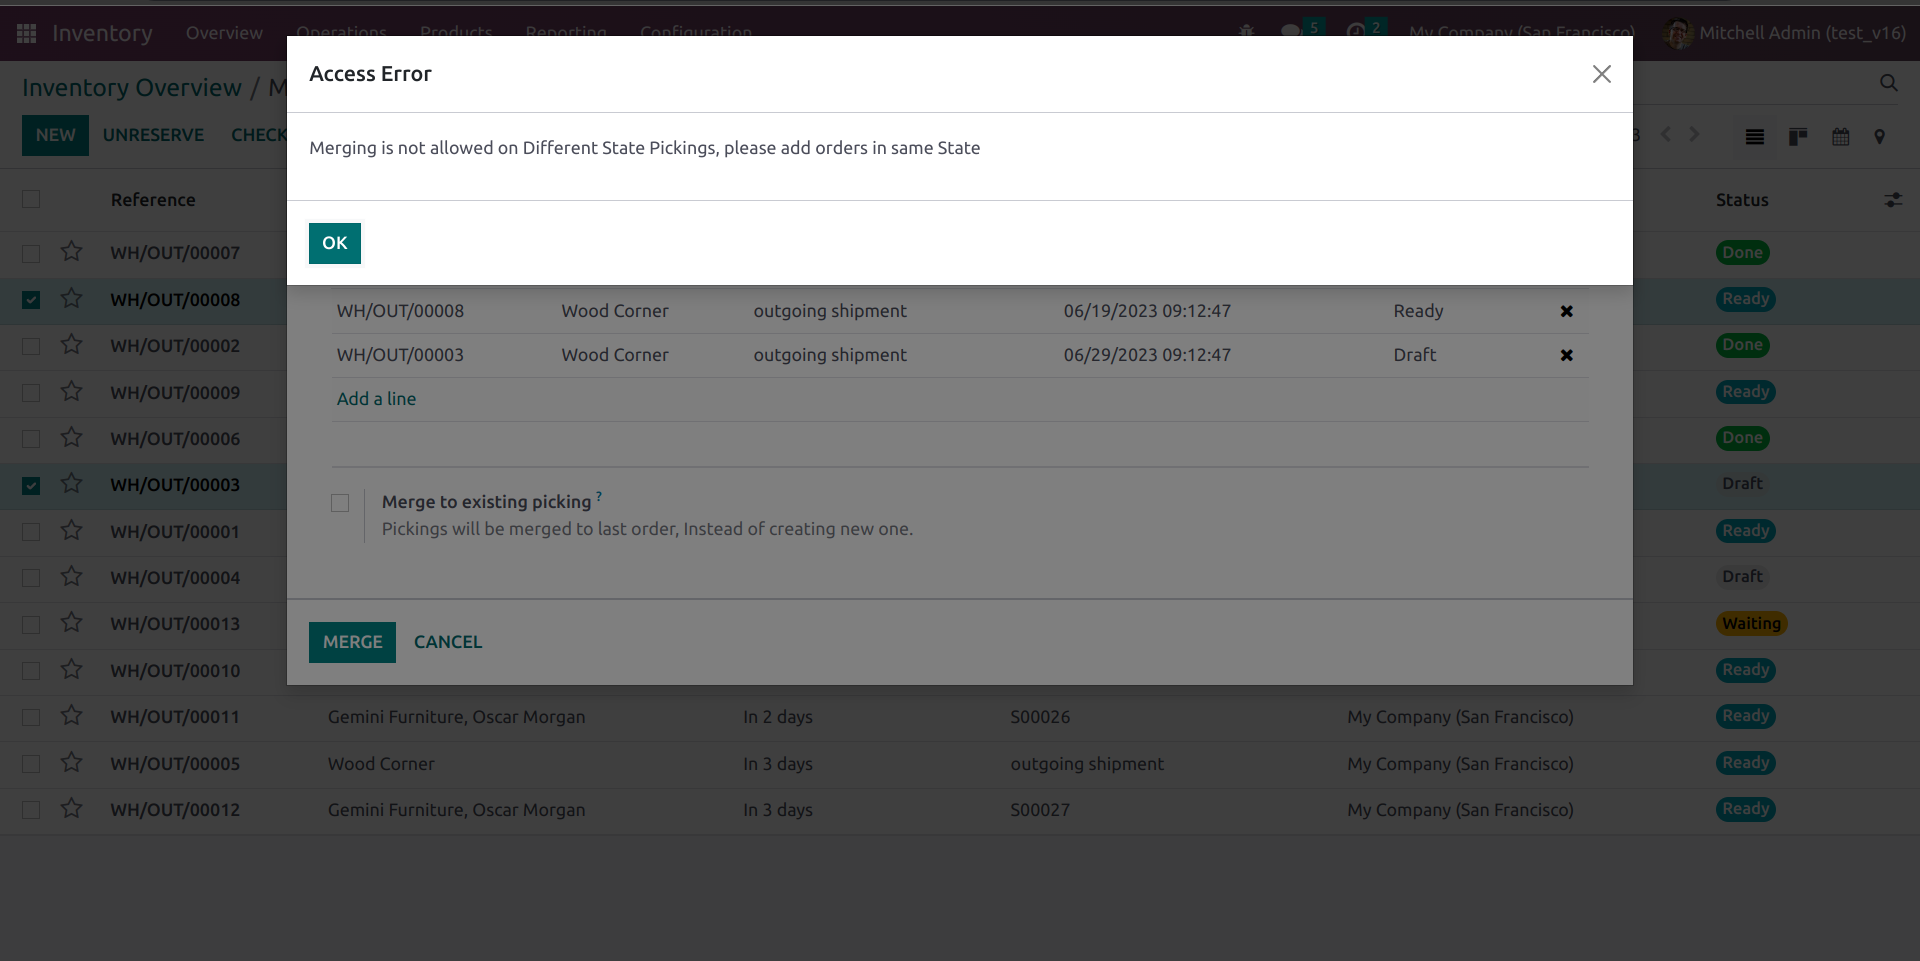 Inventory Overview Operations Products Reporting Configuration 5 2 My Company (San Francisco) Mitchell Admin (test_v16)
Access Error
Inventory Overview / M
Merging is not allowed on Different State Pickings, please add orders in same State
NEW UNRESERVE CHECK 3
OK
Reference Status
WH/OUT/00007 Done
WH/OUT/00008 Ready
WH/OUT/00008 Wood Corner outgoing shipment 06/19/2023 09:12:47 Ready
WH/OUT/00002 Done
WH/OUT/00003 Wood Corner outgoing shipment 06/29/2023 09:12:47 Draft
WH/OUT/00009 Ready
Add a line
WH/OUT/00006 Done
WH/OUT/00003 Draft
Merge to existing picking ?
Pickings will be merged to last order, Instead of creating new one.
WH/OUT/00001 Ready
WH/OUT/00004 Draft
WH/OUT/00013 Waiting
MERGE CANCEL
WH/OUT/00010 Ready
WH/OUT/00011 Gemini Furniture, Oscar Morgan In 2 days S00026 My Company (San Francisco) Ready
WH/OUT/00005 Wood Corner In 3 days outgoing shipment My Company (San Francisco) Ready
WH/OUT/00012 Gemini Furniture, Oscar Morgan In 3 days S00027 My Company (San Francisco) Ready